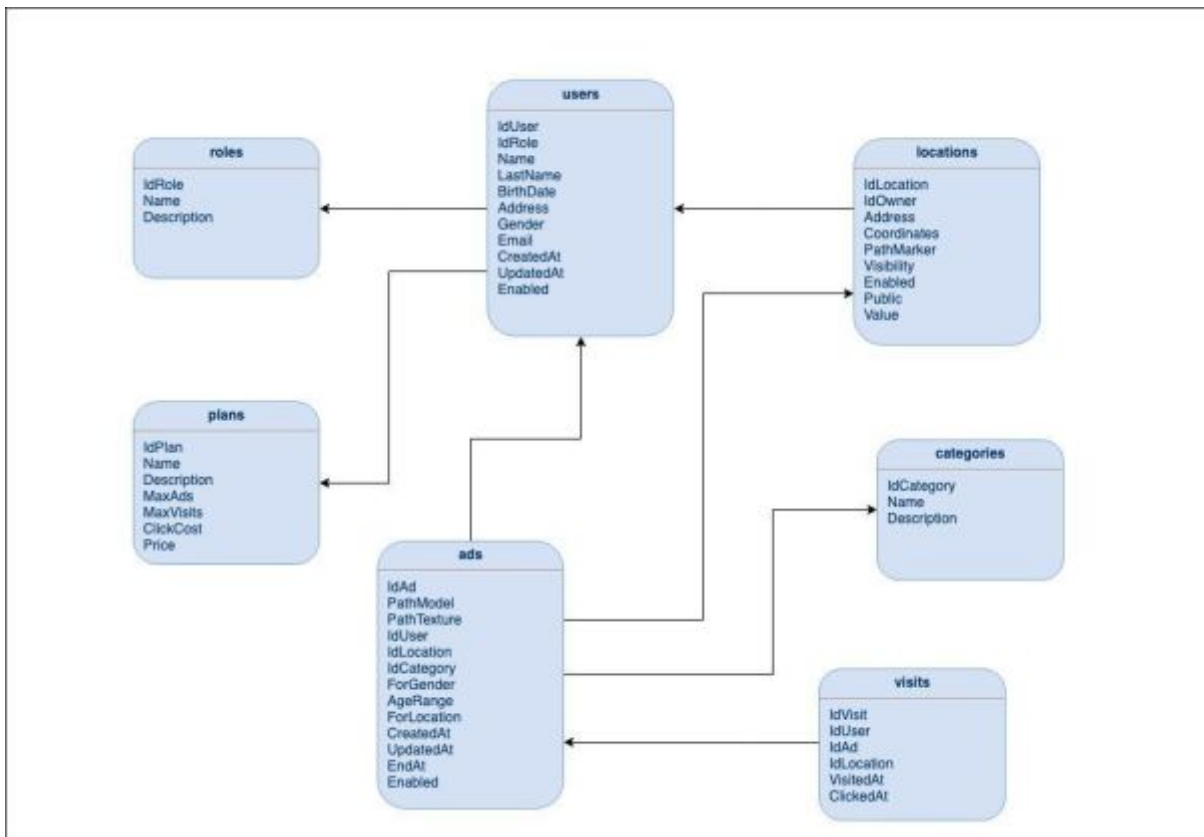 users
IdUser
IdRole
Name
LastName
BirthDate
Address
Gender
Email
CreatedAt
UpdatedAt
Enabled
roles
IdRole
Name
Description
locations
IdLocation
IdOwner
Address
Coordinates
PathMarker
Visibility
Enabled
Public
Value
plans
IdPlan
Name
Description
MaxAds
MaxVisits
ClickCost
Price
categories
IdCategory
Name
Description
ads
IdAd
PathModel
PathTexture
IdUser
IdLocation
IdCategory
ForGender
AgeRange
ForLocation
CreatedAt
UpdatedAt
EndAt
Enabled
visits
IdVisit
IdUser
IdAd
IdLocation
VisitedAt
ClickedAt